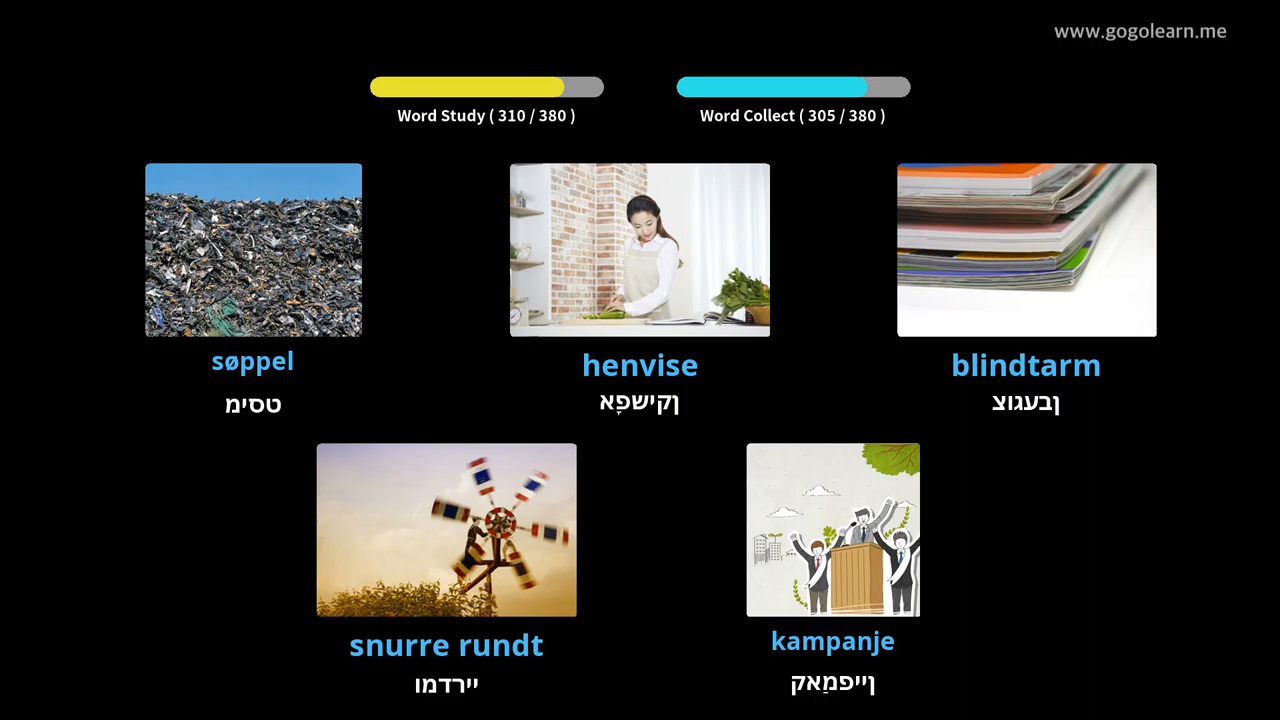 www.gogolearn.me
Word Study ( 310 / 380 )
Word Collect ( 305 / 380 )
søppel
טסימ
henvise
ןקישפָא
blindtarm
ןבעגוצ
snurre rundt
יירדמו
kampanje
ןייפמַאק